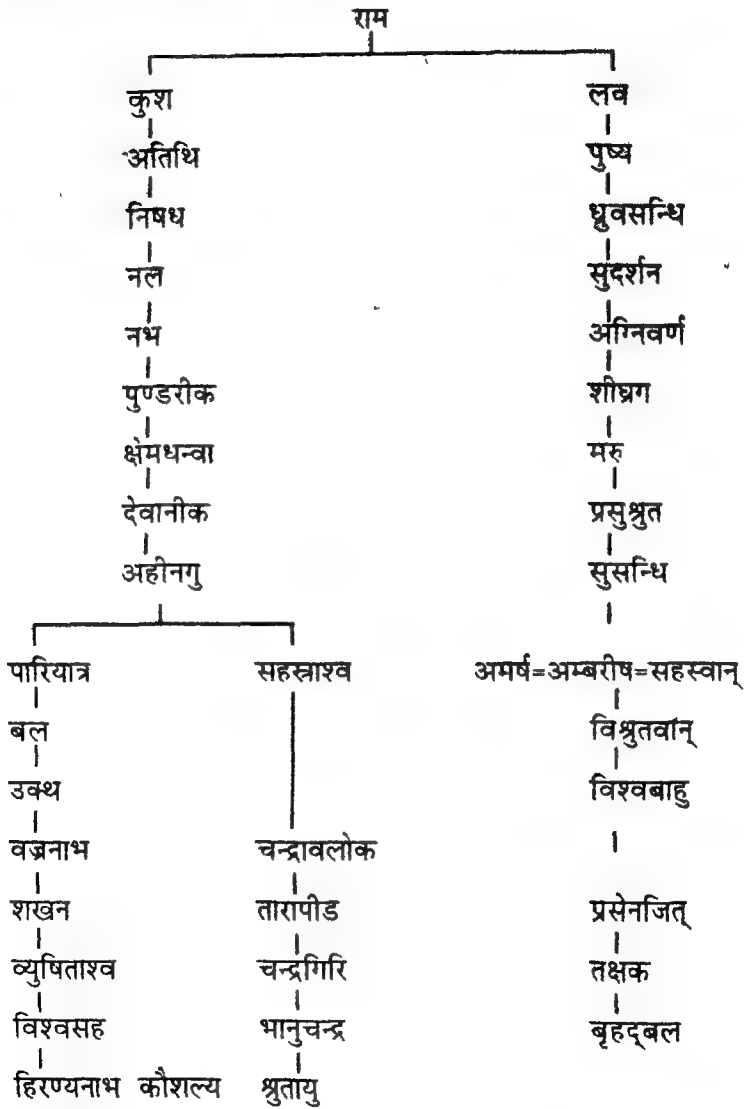 राम
कुश लव
अतिथि पुष्य
निषध ध्रुवसन्धि
नल सुदर्शन
नभ अग्निवर्ण
पुण्डरीक शीघ्रग
क्षेमधन्वा मरु
देवानीक प्रसुश्रुत
अहीनगु सुसन्धि
पारियात्र सहस्राश्व अमर्ष=अम्बरीष=सहस्वान्
बल विश्रुतवान्
उक्थ विश्वबाहु
वज्रनाभ चन्द्रावलोक
शखन तारापीड प्रसेनजित्
व्युषिताश्व चन्द्रगिरि तक्षक
विश्वसह भानुचन्द्र बृहद्बल
हिरण्यनाभ कौशल्य श्रुतायु